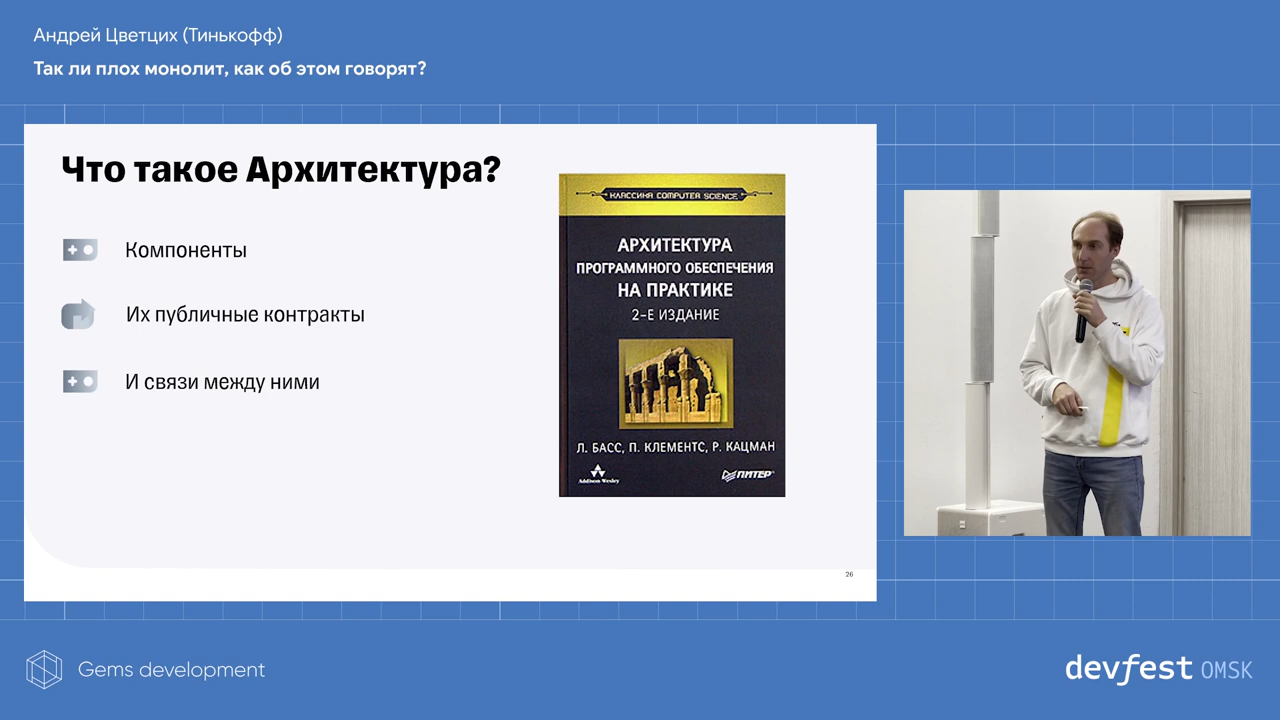 Андрей Цветцих (Тинькофф)
Так ли плох монолит, как об этом говорят?
Что такое Архитектура?
Компоненты
Их публичные контракты
И связи между ними
КЛАССИКА COMPUTER SCIENCE
АРХИТЕКТУРА
ПРОГРАММНОГО ОБЕСПЕЧЕНИЯ
НА ПРАКТИКЕ
2-Е ИЗДАНИЕ
Л. БАСС, П. КЛЕМЕНТС, Р. КАЦМАН
Addison Wesley
ПИТЕР®
26
Gems development
devfest OMSK